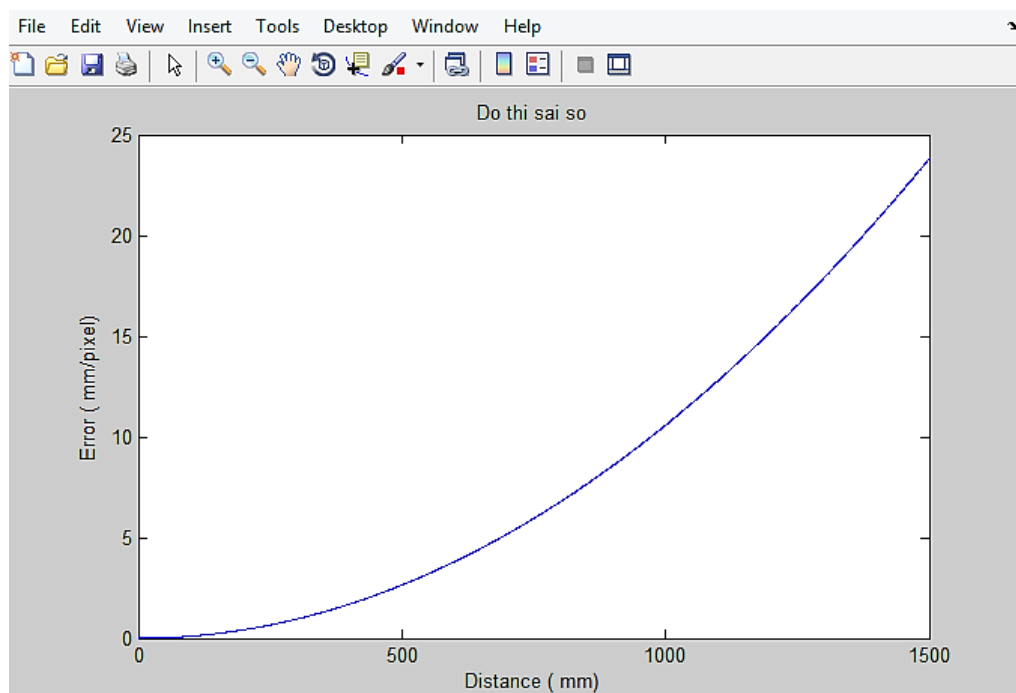 File Edit View Insert Tools Desktop Window Help
Do thi sai so
25
20
15
10
5
0
Error ( mm/pixel)
0 500 1000 1500
Distance ( mm)